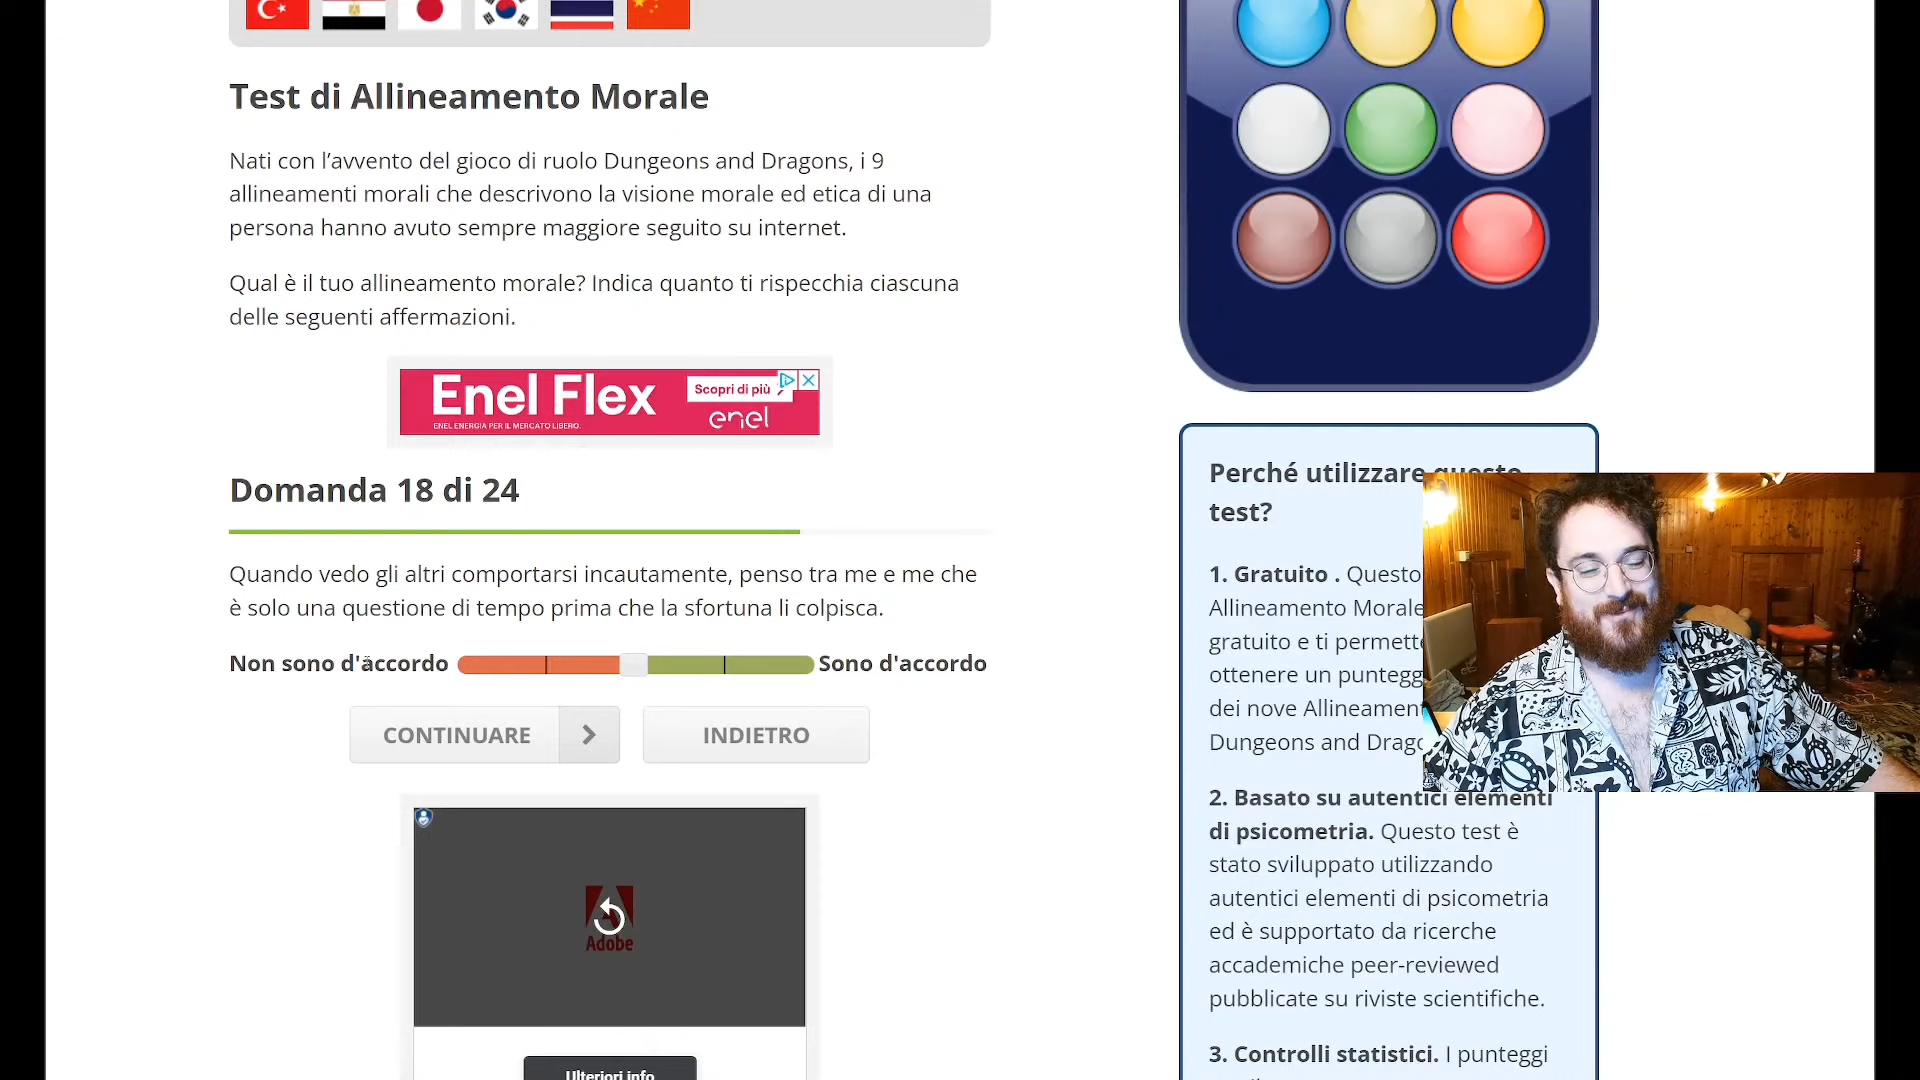 Test di Allineamento Morale
Nati con l'avvento del gioco di ruolo Dungeons and Dragons, i 9
allineamenti morali che descrivono la visione morale ed etica di una
persona hanno avuto sempre maggiore seguito su internet.
Qual è il tuo allineamento morale? Indica quanto ti rispecchia ciascuna
delle seguenti affermazioni.
Enel Flex
ENEL ENERGIA PER IL MERCATO LIBERO.
Scopri di più
enel
Domanda 18 di 24
Quando vedo gli altri comportarsi incautamente, penso tra me e me che
è solo una questione di tempo prima che la sfortuna li colpisca.
Non sono d'accordo
Sono d'accordo
CONTINUARE
INDIETRO
Adobe
Ulteriori info
Perché utilizzare questo
test?
1. Gratuito . Questo
Allineamento Morale
gratuito e ti permett
ottenere un puntegg
dei nove Allineamen
Dungeons and Drag
2. Basato su autentici elementi
di psicometria. Questo test è
stato sviluppato utilizzando
autentici elementi di psicometria
ed è supportato da ricerche
accademiche peer-reviewed
pubblicate su riviste scientifiche.
3. Controlli statistici. I punteggi